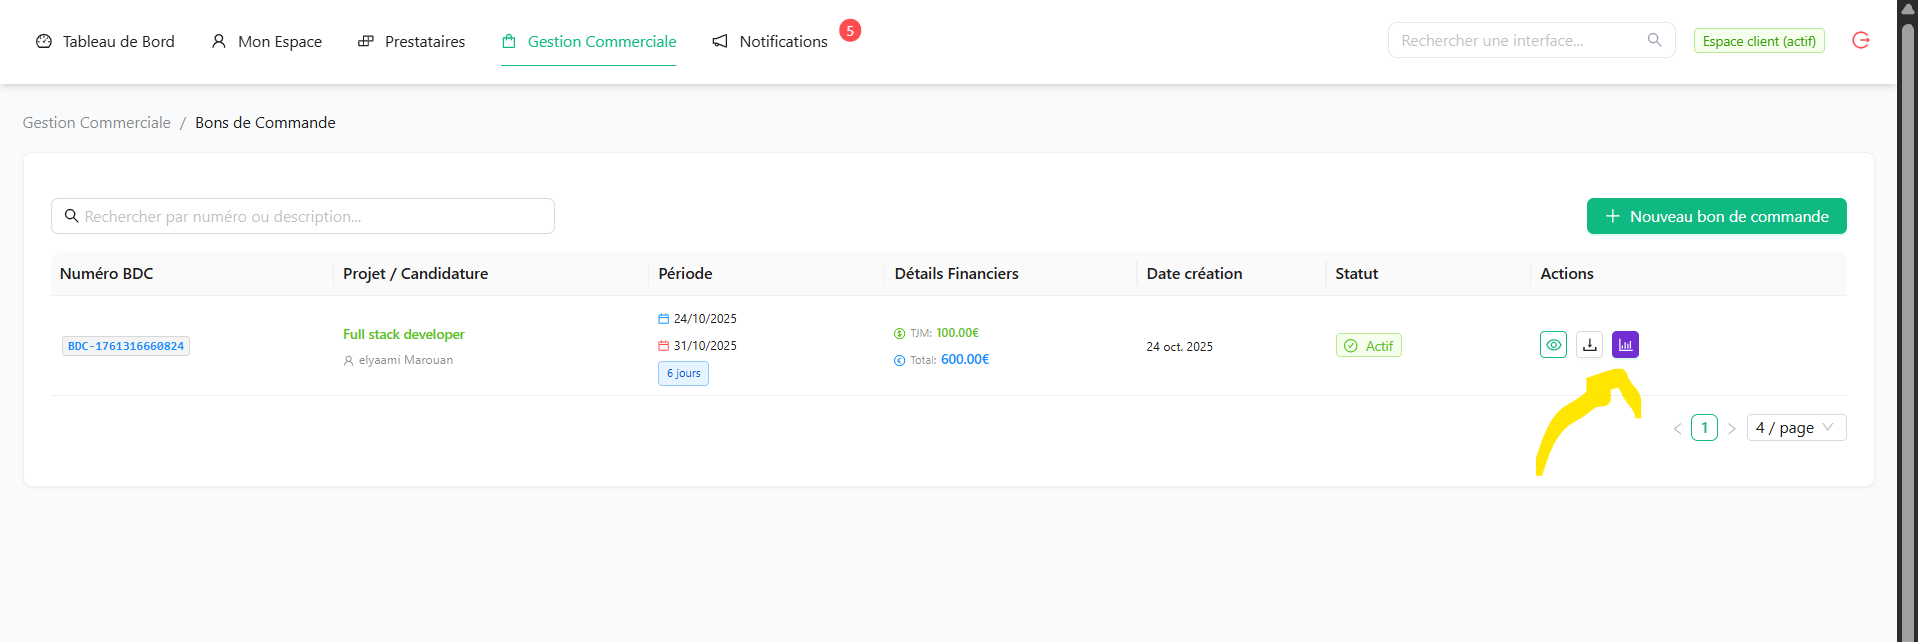 Tableau de Bord Mon Espace Prestataires Gestion Commerciale Notifications 5 Rechercher une interface... Espace client (actif)
Gestion Commerciale / Bons de Commande
Rechercher par numéro ou description... Nouveau bon de commande
Numéro BDC Projet / Candidature Période Détails Financiers Date création Statut Actions
BDC-1761316660824
Full stack developer
elyaami Marouan
24/10/2025
31/10/2025
6 jours
TJM: 100.00€
Total: 600.00€
24 oct. 2025
Actif
1 4 / page